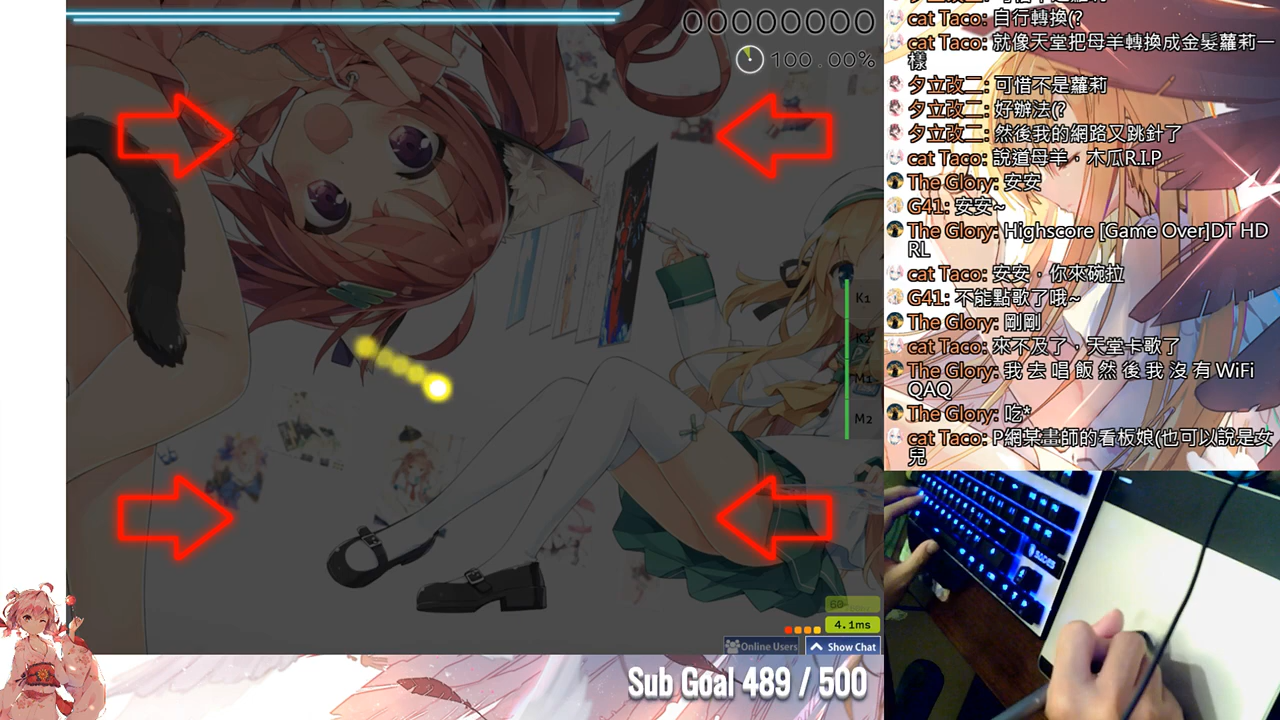 00000000
100.00%
K1
K2
M1
M2
4.1ms
Online Users
Show Chat
Sub Goal 489 / 500
cat Taco: 自行轉換(?
cat Taco: 就像天堂把母羊轉換成金髮蘿莉一
樣
夕立改二: 可惜不是蘿莉
夕立改二: 好辦法(?
夕立改二: 然後我的網路又跳針了
cat Taco: 說道母羊，木瓜R.I.P
The Glory: 安安
G41: 安安~
The Glory: Highscore [Game Over]DT HD
RL
cat Taco: 安安，你來碗拉
G41: 不能點歌了哦~
The Glory: 剛剛
cat Taco: 來不及了，天堂卡歌了
The Glory: 我 去 唱 飯 然 後 我 沒 有 WiFi
QAQ
The Glory: 吃*
cat Taco: P網某畫師的看板娘(也可以說是女
兒